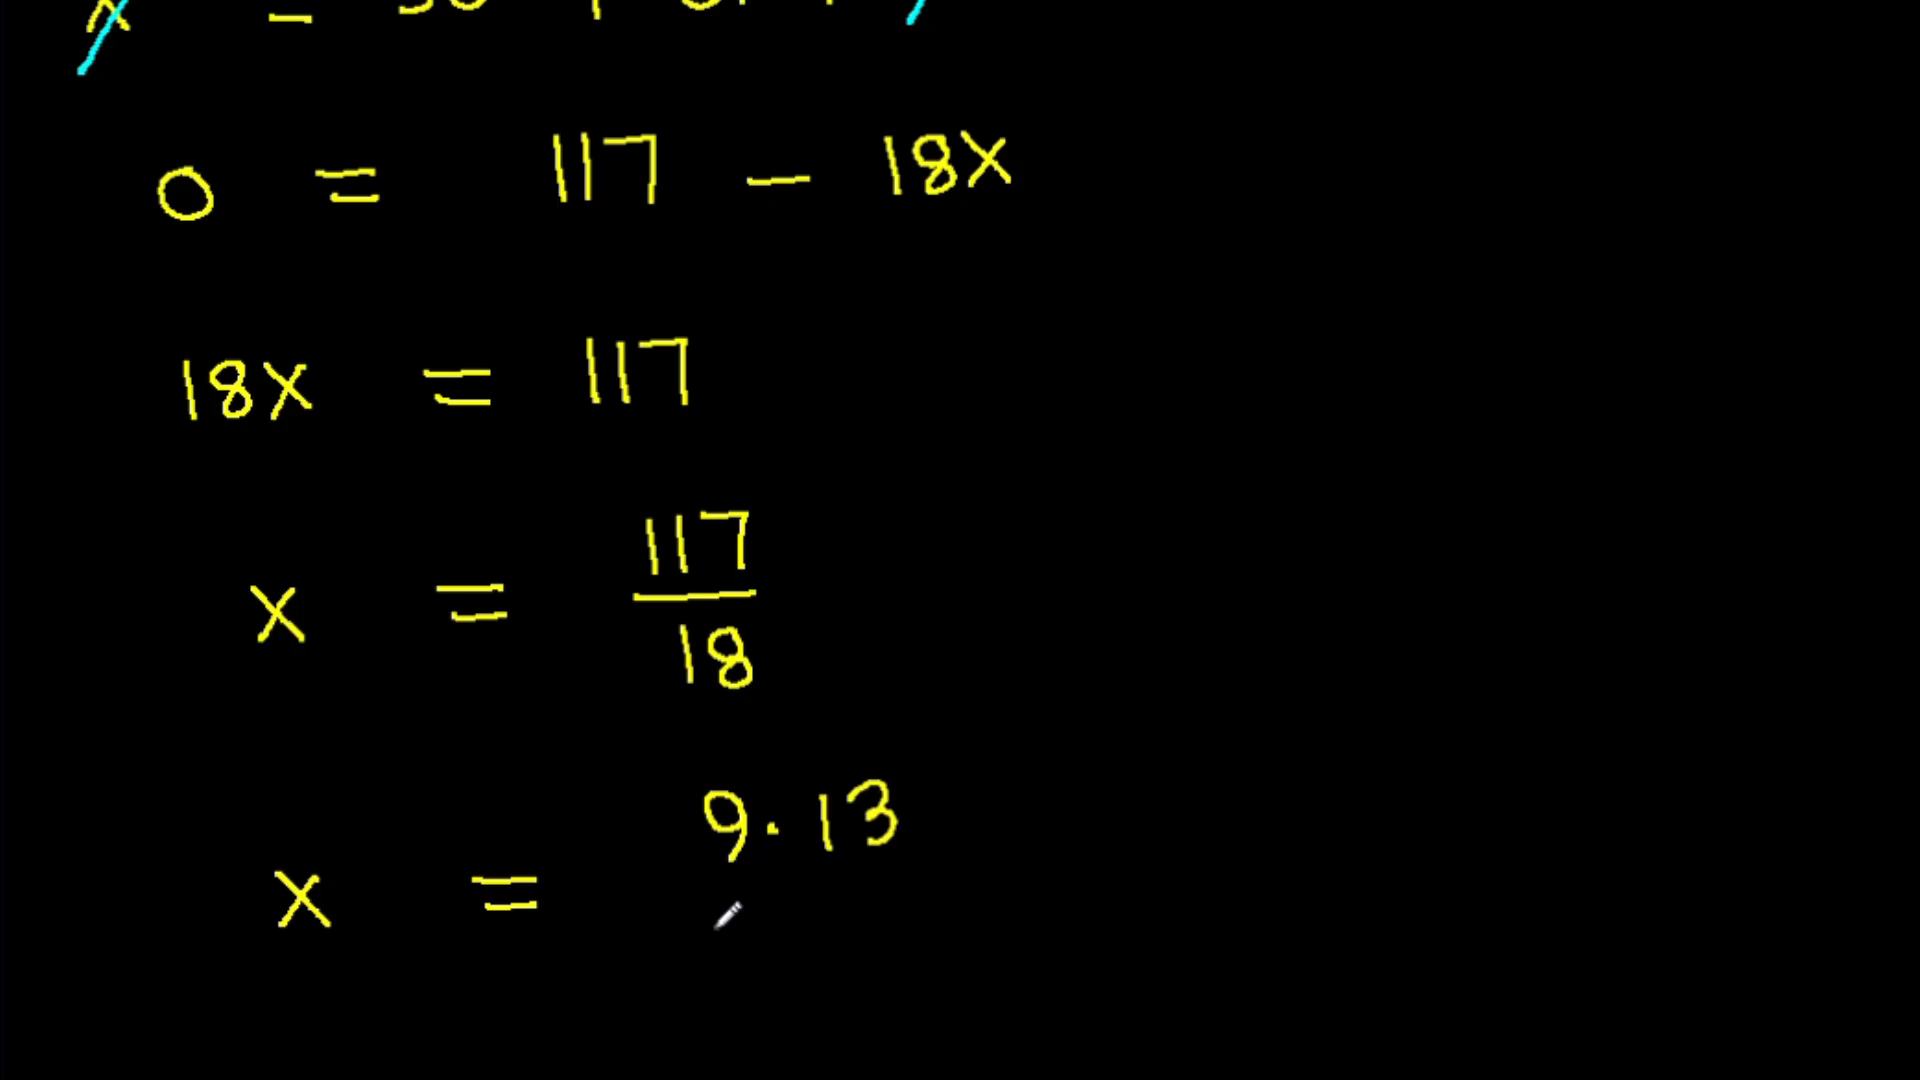 0 = 117 - 18x
18x = 117
x = 117/18
x = 9.13